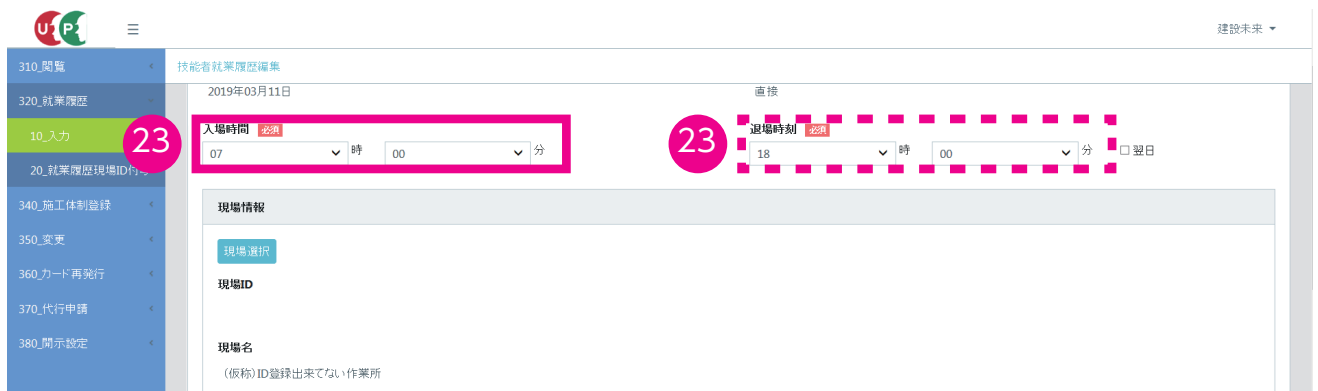 U P
建設未来
310_閲覧
技能者就業履歴編集
320_就業履歴
2019年03月11日
直接
10_入力
23
入場時間 必須
07 時 00 分
23
退場時刻 必須
18 時 00 分 翌日
20_就業履歴現場ID付与
340_施工体制登録
現場情報
350_変更
現場選択
360_カード再発行
現場ID
370_代行申請
380_開示設定
現場名
(仮称)ID登録出来てない作業所